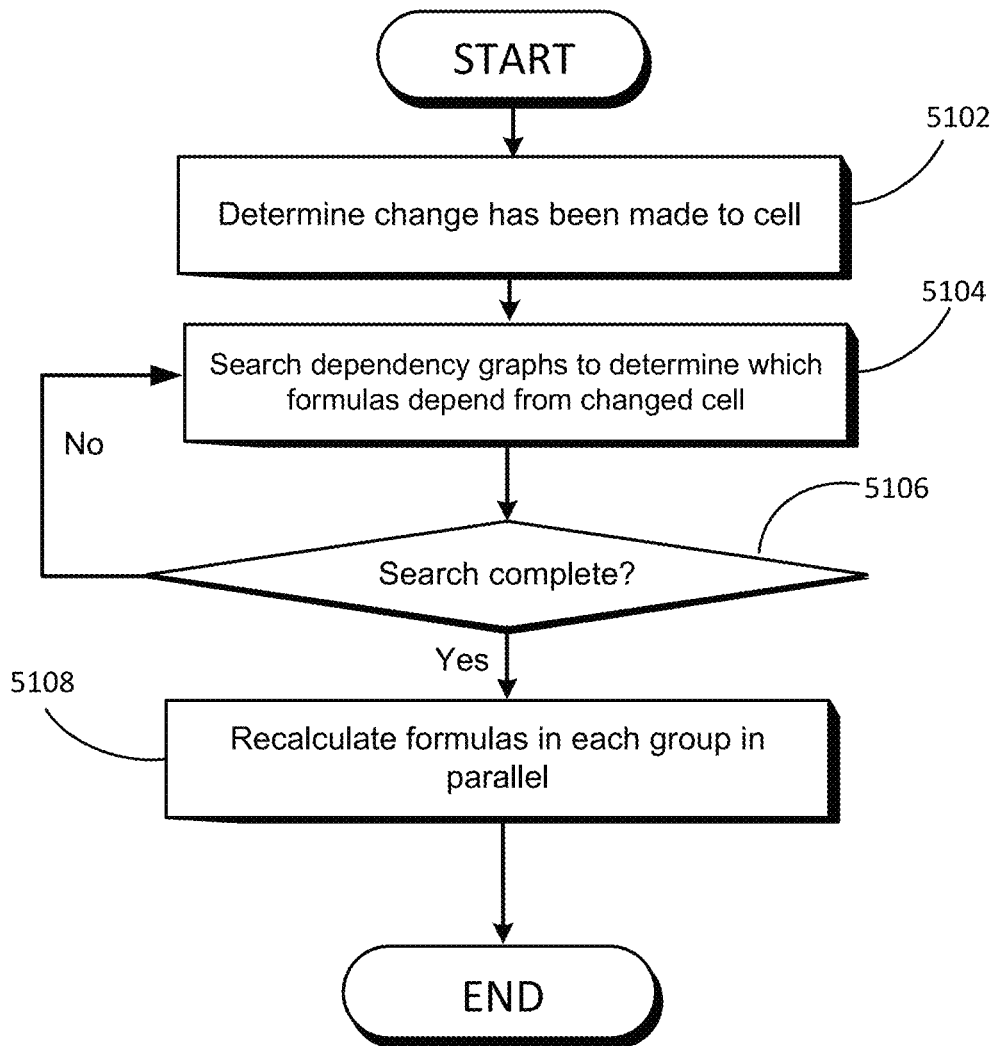 START
5102
Determine change has been made to cell
5104
Search dependency graphs to determine which
formulas depend from changed cell
No
5106
Search complete?
Yes
5108
Recalculate formulas in each group in
parallel
END